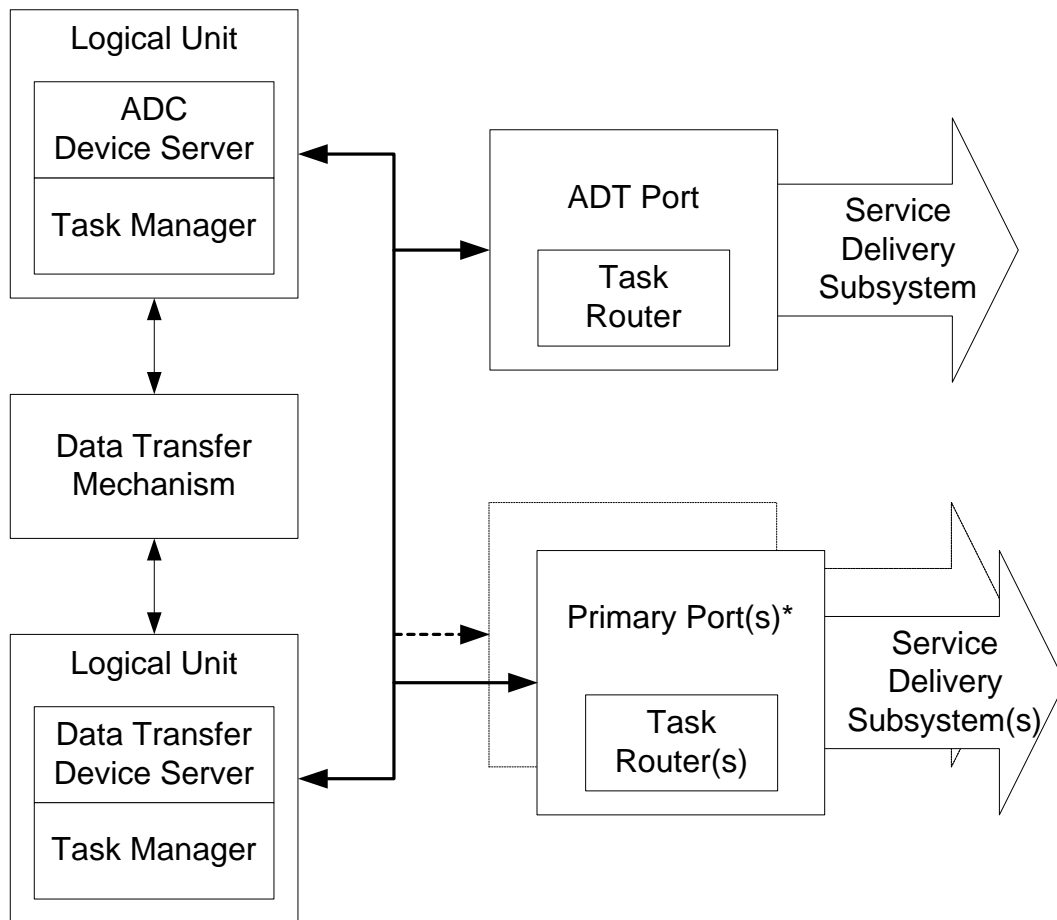 Logical Unit
ADC
Device Server
Task Manager
ADT Port
Task
Router
Service
Delivery
Subsystem
Data Transfer
Mechanism
Logical Unit
Data Transfer
Device Server
Task Manager
Primary Port(s)*
Task
Router(s)
Service
Delivery
Subsystem(s)